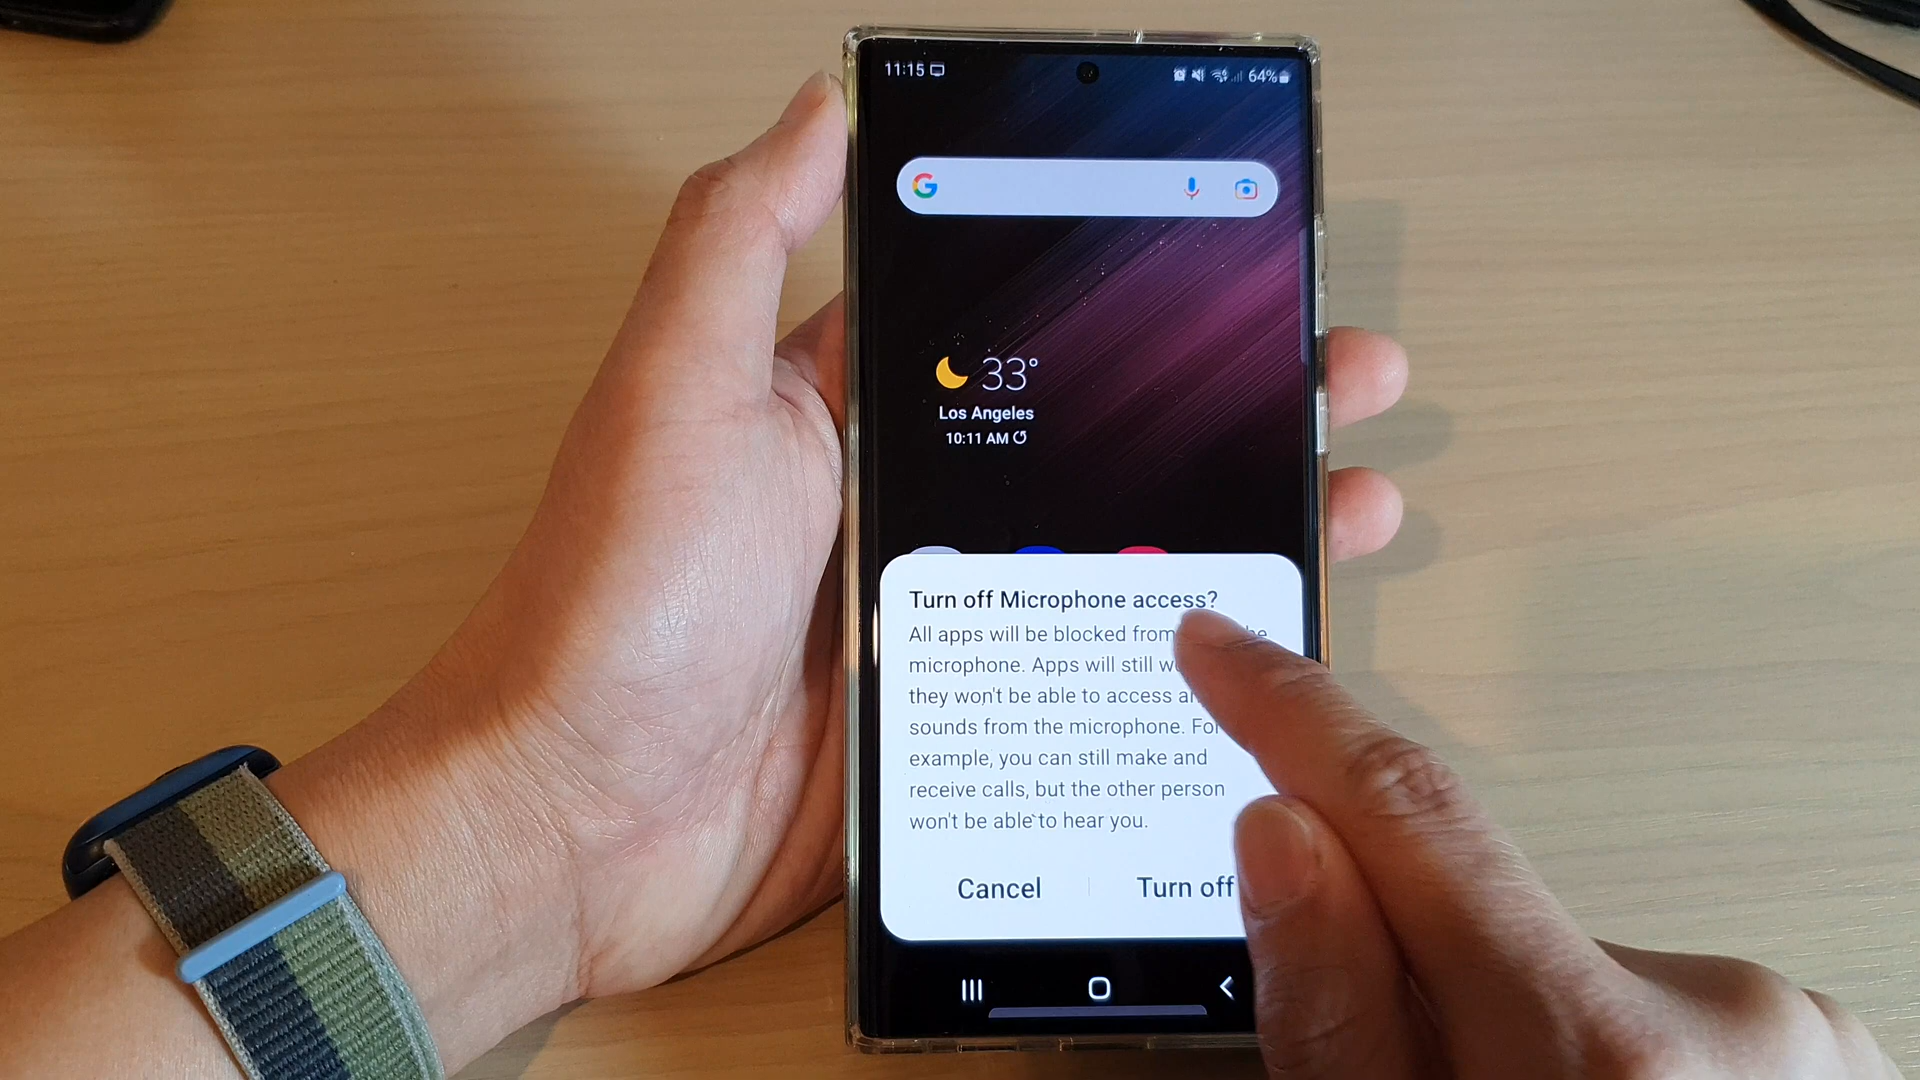 11:15
64%
33°
Los Angeles
10:11 AM
Turn off Microphone access?
All apps will be blocked from
microphone. Apps will still
they won't be able to access
sounds from the microphone. For
example, you can still make and
receive calls, but the other person
won't be able to hear you.
Cancel
Turn off